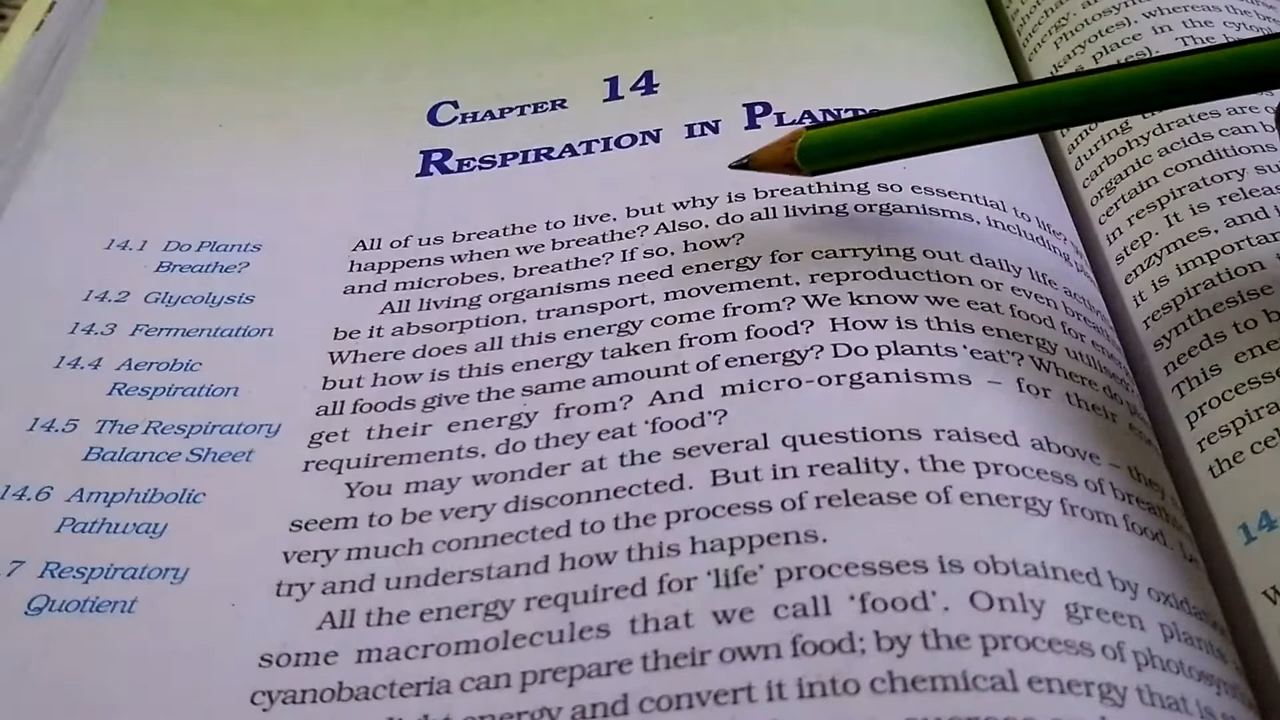 CHAPTER 14
RESPIRATION IN PLANTS
14.1 Do Plants
Breathe?
14.2 Glycolysis
14.3 Fermentation
14.4 Aerobic
Respiration
14.5 The Respiratory
Balance Sheet
14.6 Amphibolic
Pathway
.7 Respiratory
Quotient
All of us breathe to live, but why is breathing so essential to life?
happens when we breathe? Also, do all living organisms, including
and microbes, breathe? If so, how?
All living organisms need energy for carrying out daily life
be it absorption, transport, movement, reproduction or even
Where does all this energy come from? We know we eat food for
but how is this energy taken from food? How is this energy utilised?
all foods give the same amount of energy? Do plants 'eat'? Where do
get their energy from? And micro-organisms – for their
requirements, do they eat 'food'?
You may wonder at the several questions raised above – they
seem to be very disconnected. But in reality, the process of
very much connected to the process of release of energy from food.
try and understand how this happens.
All the energy required for 'life' processes is obtained by
some macromolecules that we call 'food'. Only green plants
cyanobacteria can prepare their own food; by the process of
energy and convert it into chemical energy that is
energy,
whereas the
place in the
The
during
carbohydrates are
organic acids can b
certain conditions
in respiratory su
step. It is relea
enzymes, and
it is importan
respiration
synthesise
needs to b
This ene
processe
respira
the cel
14